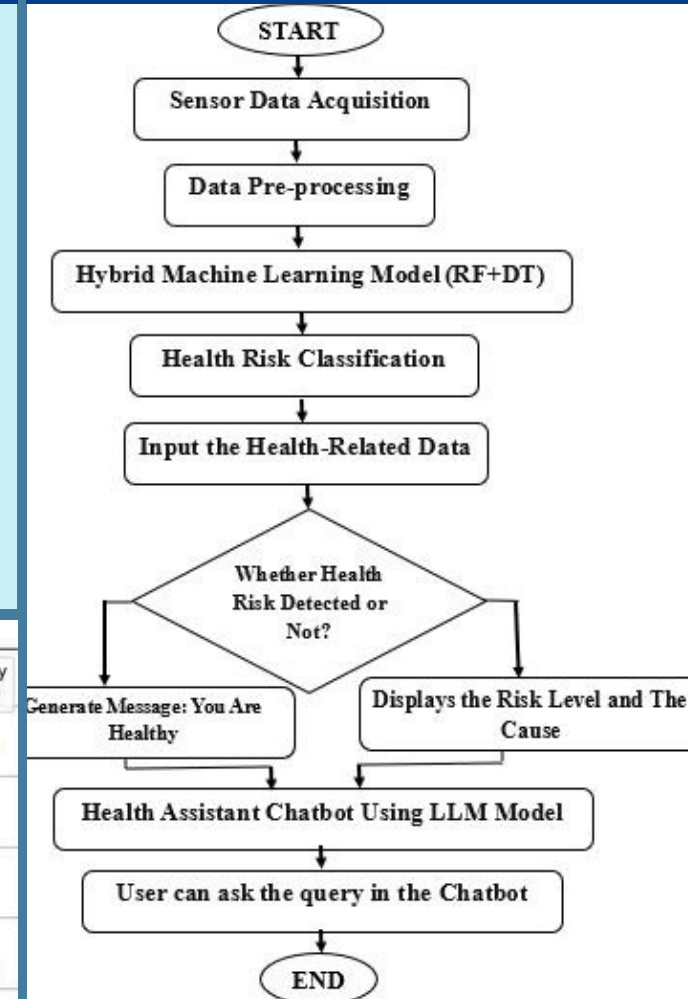 START
Sensor Data Acquisition
Data Pre-processing
Hybrid Machine Learning Model (RF+DT)
Health Risk Classification
Input the Health-Related Data
Whether Health
Risk Detected or
Not?
Generate Message: You Are
Healthy
Displays the Risk Level and The
Cause
Health Assistant Chatbot Using LLM Model
User can ask the query in the Chatbot
END
y